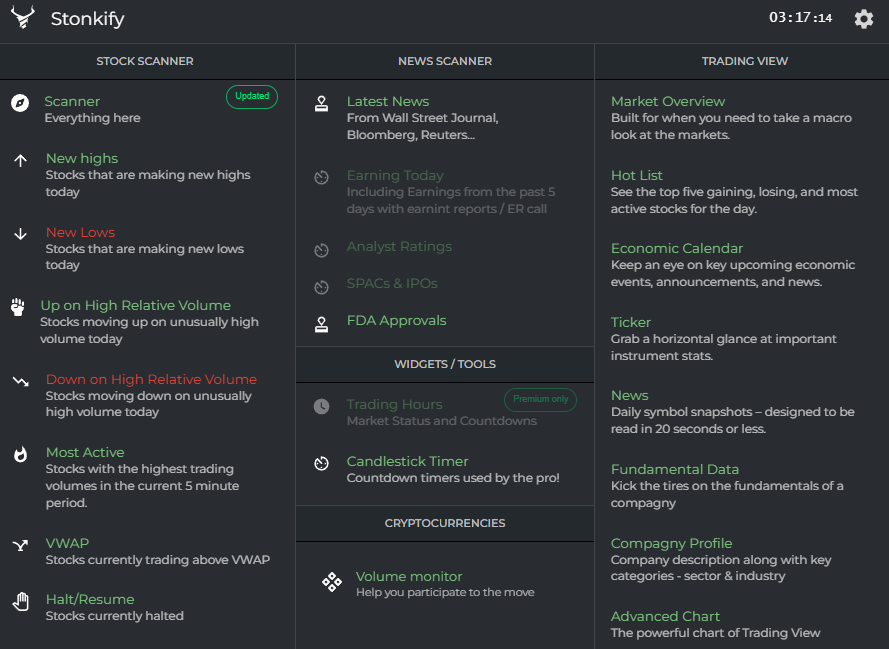 Stonkify
03:17:14
STOCK SCANNER
Scanner
Updated
Everything here
New highs
Stocks that are making new highs
today
New Lows
Stocks that are making new lows
today
Up on High Relative Volume
Stocks moving up on unusually high
volume today
Down on High Relative Volume
Stocks moving down on unusually
high volume today
Most Active
Stocks with the highest trading
volumes in the current 5 minute
period.
VWAP
Stocks currently trading above VWAP
Halt/Resume
Stocks currently halted
NEWS SCANNER
Latest News
From Wall Street Journal,
Bloomberg, Reuters...
Earning Today
Including Earnings from the past 5
days with earnint reports / ER call
Analyst Ratings
SPACs & IPOs
FDA Approvals
WIDGETS / TOOLS
Trading Hours
Premium only
Market Status and Countdowns
Candlestick Timer
Countdown timers used by the pro!
CRYPTOCURRENCIES
Volume monitor
Help you participate to the move
TRADING VIEW
Market Overview
Built for when you need to take a macro
look at the markets.
Hot List
See the top five gaining, losing, and most
active stocks for the day.
Economic Calendar
Keep an eye on key upcoming economic
events, announcements, and news.
Ticker
Grab a horizontal glance at important
instrument stats.
News
Daily symbol snapshots – designed to be
read in 20 seconds or less.
Fundamental Data
Kick the tires on the fundamentals of a
compagny
Compagny Profile
Company description along with key
categories - sector & industry
Advanced Chart
The powerful chart of Trading View